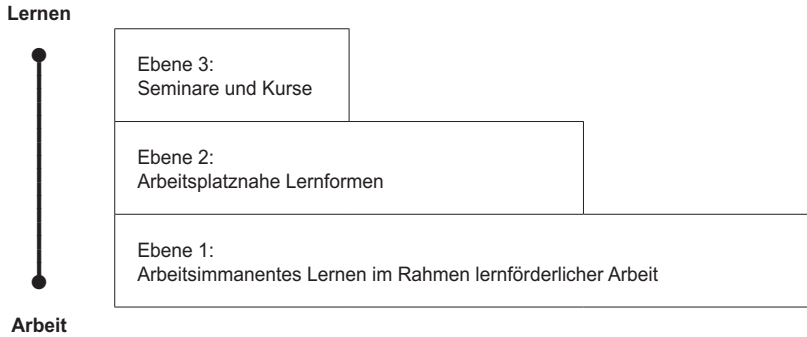 Lernen
Ebene 3:
Seminare und Kurse
Ebene 2:
Arbeitsplatznahe Lernformen
Ebene 1:
Arbeitsimmanentes Lernen im Rahmen lernförderlicher Arbeit
Arbeit